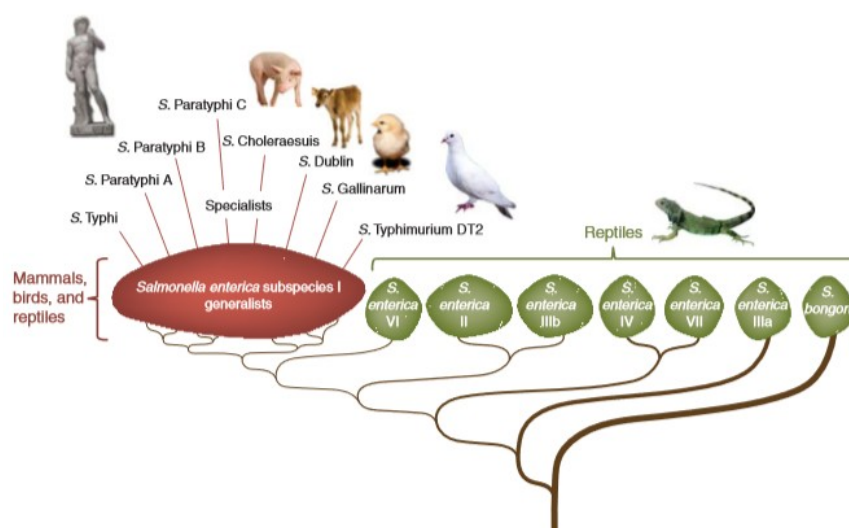 S. Paratyphi C
S. Choleraesuis
S. Paratyphi B
S. Dublin
S. Paratyphi A
S. Gallinarum
Specialists
S. Typhi
S. Typhimurium DT2
Reptiles
Mammals,
birds, and
reptiles
Salmonella enterica subspecies I
generalists
S.
enterica
VI
S.
enterica
II
S.
enterica
IIIb
S.
enterica
IV
S.
enterica
VII
S.
enterica
IIIa
S.
bongori